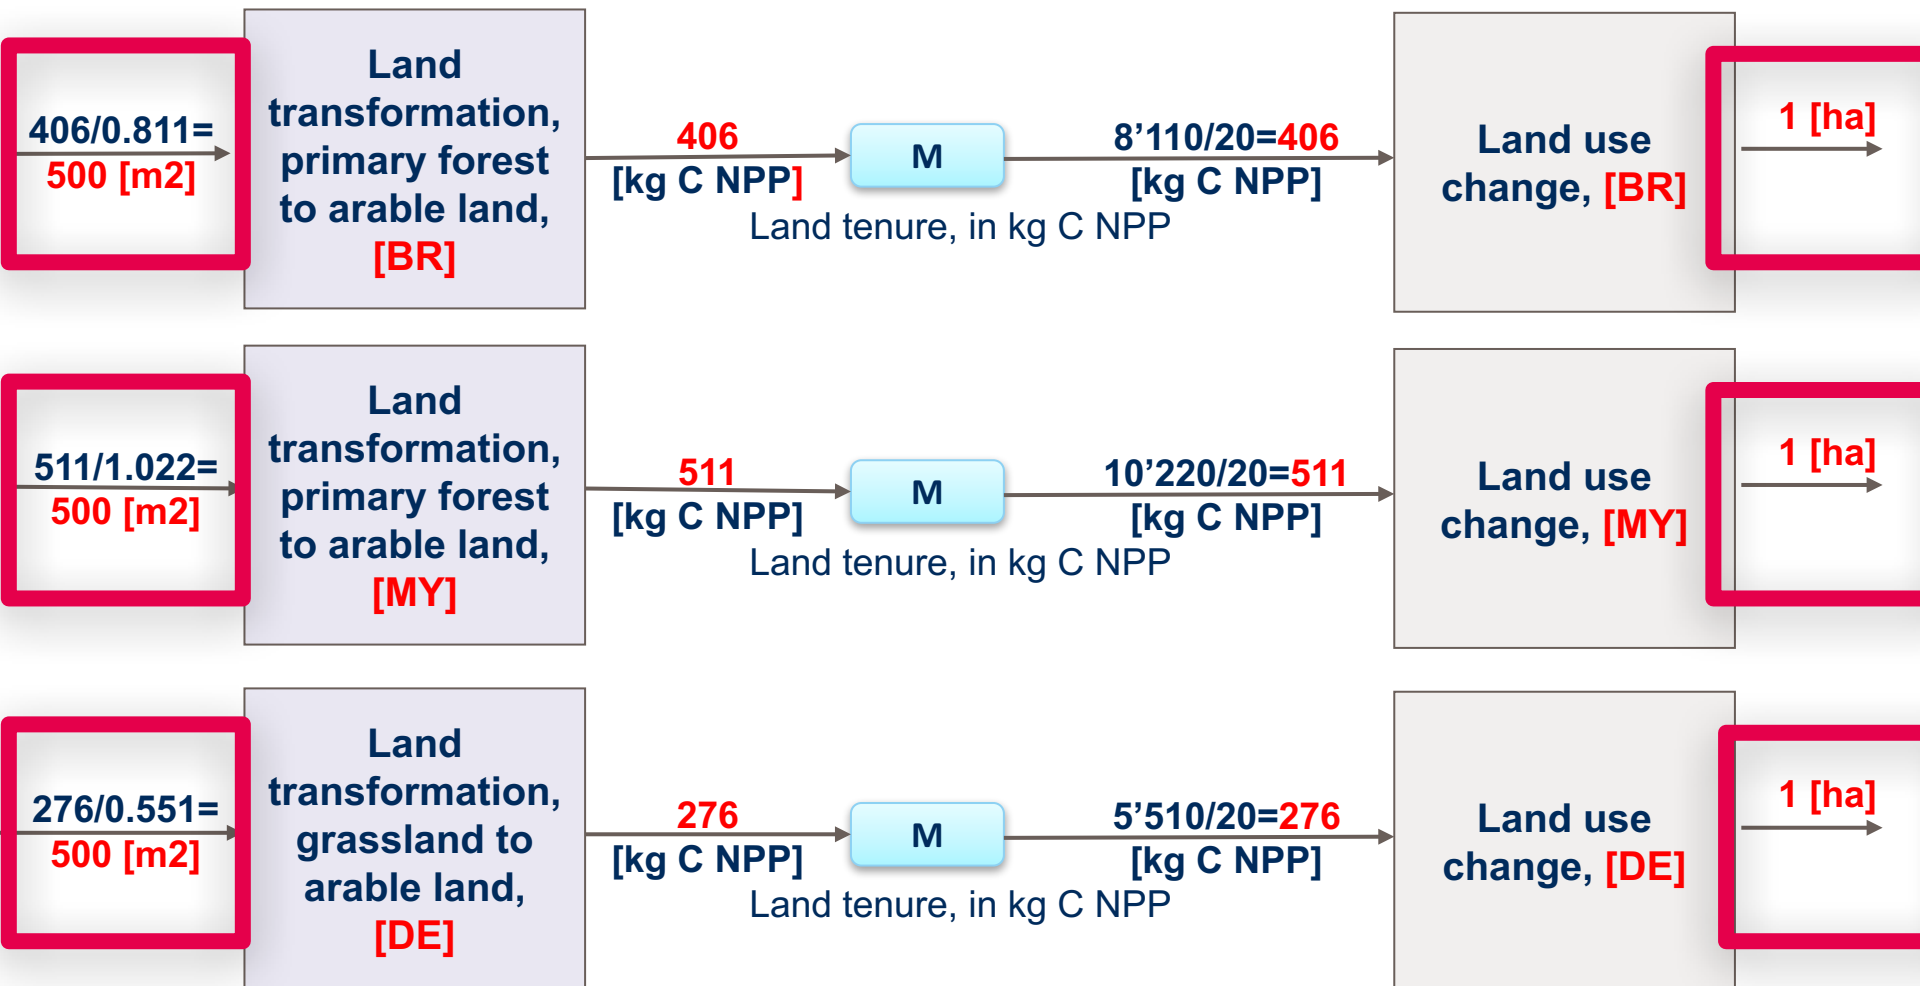 406/0.811=
500 [m2]
Land
transformation,
primary forest
to arable land,
[BR]
406
[kg C NPP]
M
8’110/20=406
[kg C NPP]
Land tenure, in kg C NPP
Land use
change, [BR]
1 [ha]
511/1.022=
500 [m2]
Land
transformation,
primary forest
to arable land,
[MY]
511
[kg C NPP]
M
10’220/20=511
[kg C NPP]
Land tenure, in kg C NPP
Land use
change, [MY]
1 [ha]
276/0.551=
500 [m2]
Land
transformation,
grassland to
arable land,
[DE]
276
[kg C NPP]
M
5’510/20=276
[kg C NPP]
Land tenure, in kg C NPP
Land use
change, [DE]
1 [ha]